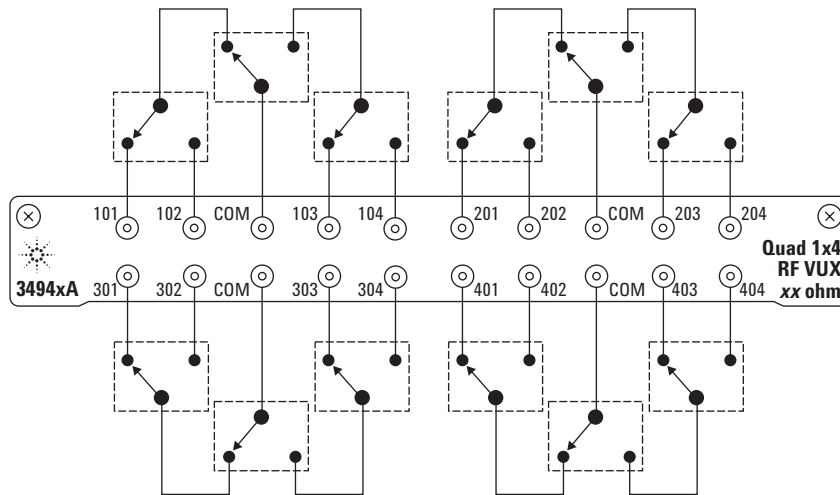 101 102 COM 103 104 201 202 COM 203 204
Quad 1x4
RF VUX
xx ohm
3494xA
301 302 COM 303 304 401 402 COM 403 404